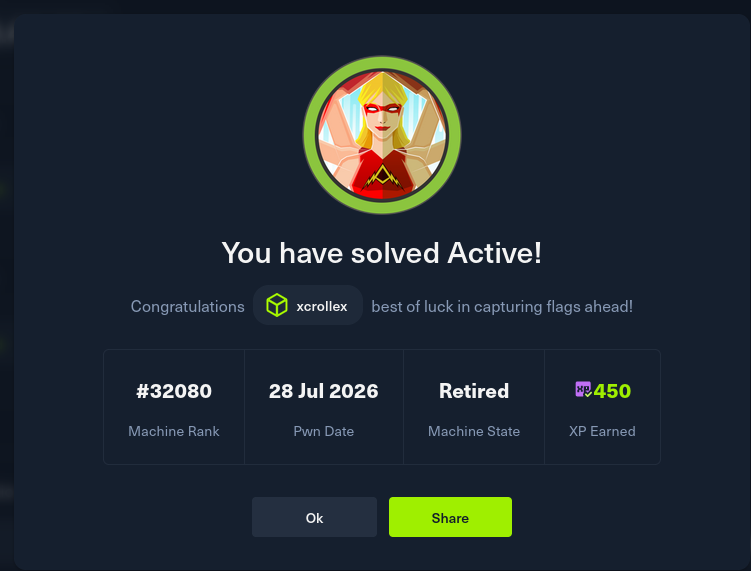 You have solved Active!
Congratulations xcrollex best of luck in capturing flags ahead!
#32080 28 Jul 2026 Retired XP 450
Machine Rank Pwn Date Machine State XP Earned
Ok Share